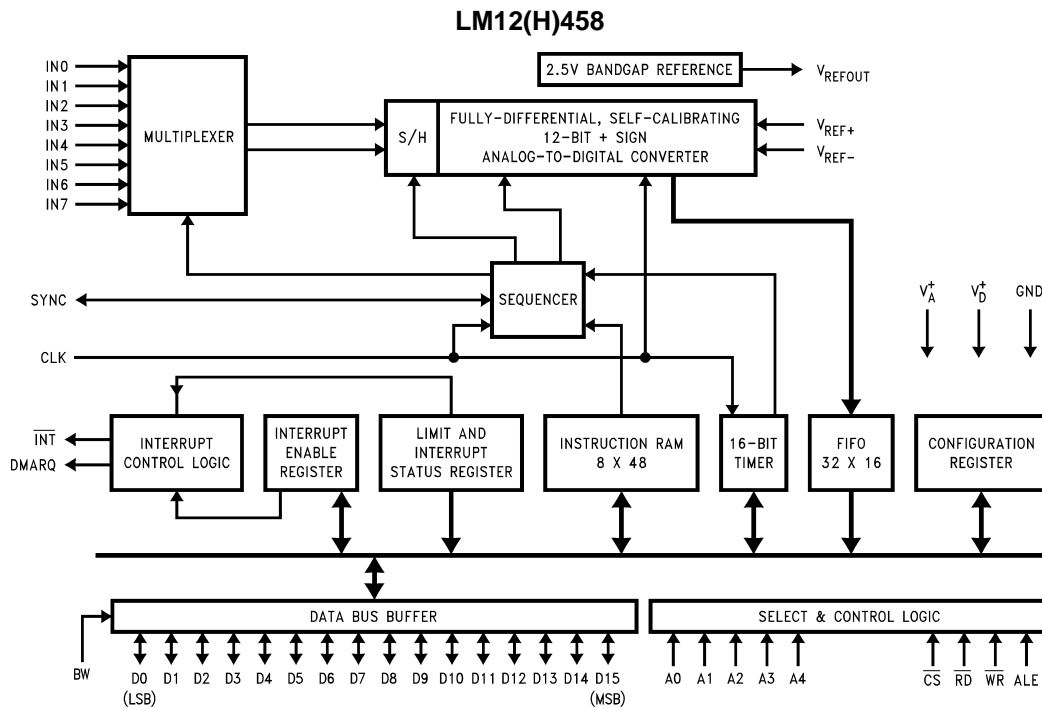 LM12(H)458
IN0
IN1
IN2
IN3
IN4
IN5
IN6
IN7
MULTIPLEXER
2.5V BANDGAP REFERENCE
VREFOUT
S/H
FULLY-DIFFERENTIAL, SELF-CALIBRATING
12-BIT + SIGN
ANALOG-TO-DIGITAL CONVERTER
VREF+
VREF-
SYNC
SEQUENCER
VA+
VD+
GND
CLK
INT
DMARQ
INTERRUPT
CONTROL LOGIC
INTERRUPT
ENABLE
REGISTER
LIMIT AND
INTERRUPT
STATUS REGISTER
INSTRUCTION RAM
8 X 48
16-BIT
TIMER
FIFO
32 X 16
CONFIGURATION
REGISTER
DATA BUS BUFFER
SELECT & CONTROL LOGIC
BW
D0 D1 D2 D3 D4 D5 D6 D7 D8 D9 D10 D11 D12 D13 D14 D15
(LSB) (MSB)
A0 A1 A2 A3 A4
CS RD WR ALE